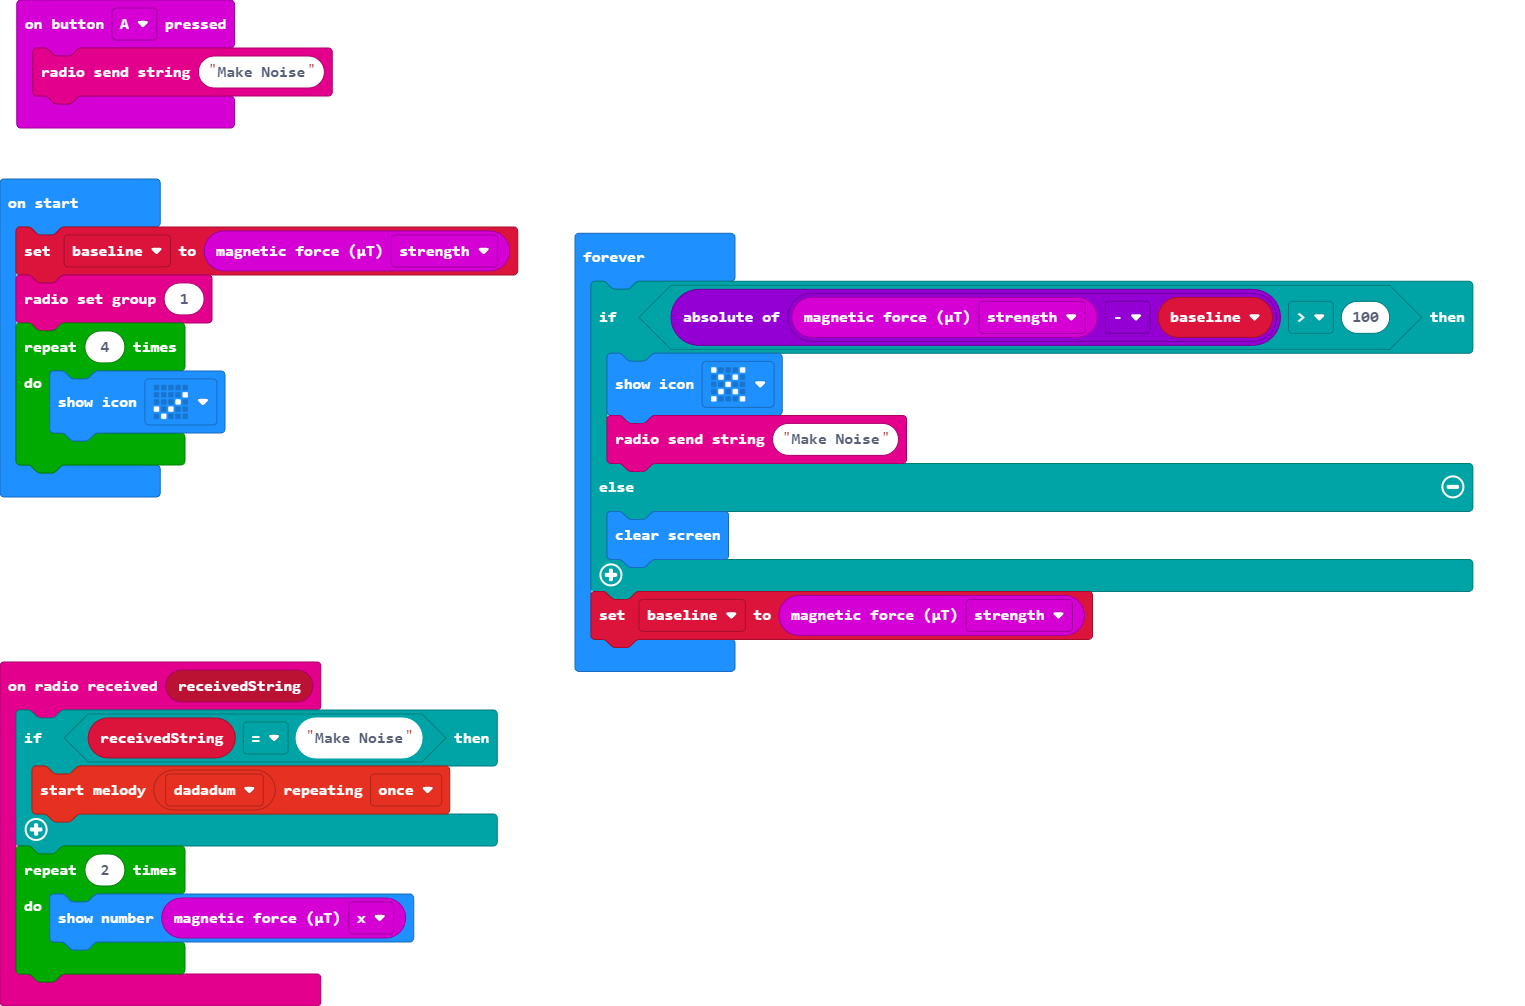 on button A pressed
radio send string "Make Noise"
on start
set baseline to magnetic force (µT) strength
radio set group 1
repeat 4 times
do show icon
forever
if absolute of magnetic force (µT) strength - baseline > 100 then
show icon
radio send string "Make Noise"
else
clear screen
set baseline to magnetic force (µT) strength
on radio received receivedString
if receivedString = "Make Noise" then
start melody dadadum repeating once
repeat 2 times
do show number magnetic force (µT) x